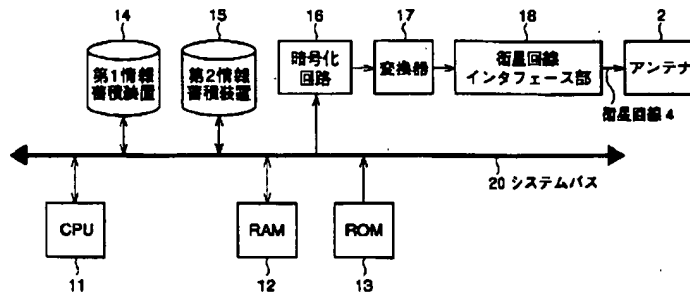 14
15
16
17
18
2
第1情報
蓄積装置
第2情報
蓄積装置
暗号化
回路
変換器
衛星回線
インタフェース部
アンテナ
衛星回線4
20 システムバス
CPU
RAM
ROM
11
12
13